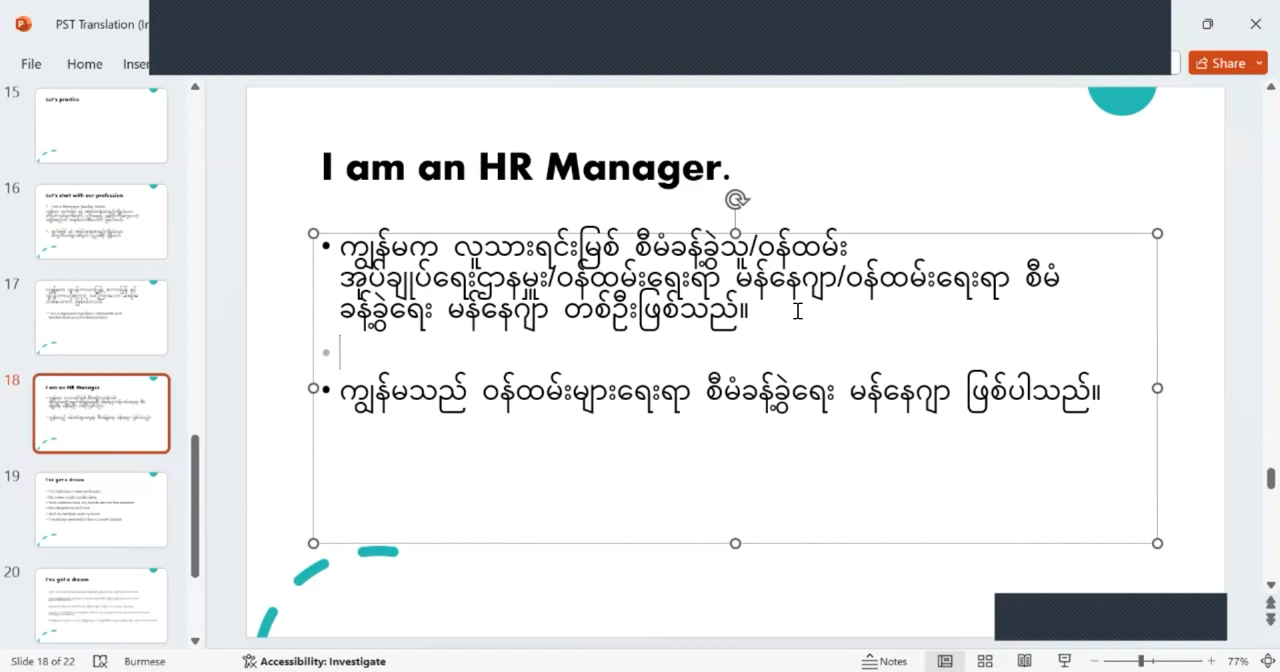 PST Translation (In
File Home Inser
Share
15
Let's practice
16
Let's start with our profession
17
18
I am an HR Manager.
19
I've got a dream
20
I've got a dream
I am an HR Manager.
• ကျွန်မက လူသားရင်းမြစ် စီမံခန့်ခွဲသူ/ဝန်ထမ်း
အုပ်ချုပ်ရေးဌာနမှူး/ဝန်ထမ်းရေးရာ မန်နေဂျာ/ဝန်ထမ်းရေးရာ စီမံ
ခန့်ခွဲရေး မန်နေဂျာ တစ်ဦးဖြစ်သည်။
• ကျွန်မသည် ဝန်ထမ်းများရေးရာ စီမံခန့်ခွဲရေး မန်နေဂျာ ဖြစ်ပါသည်။
Slide 18 of 22 Burmese Accessibility: Investigate Notes 77%